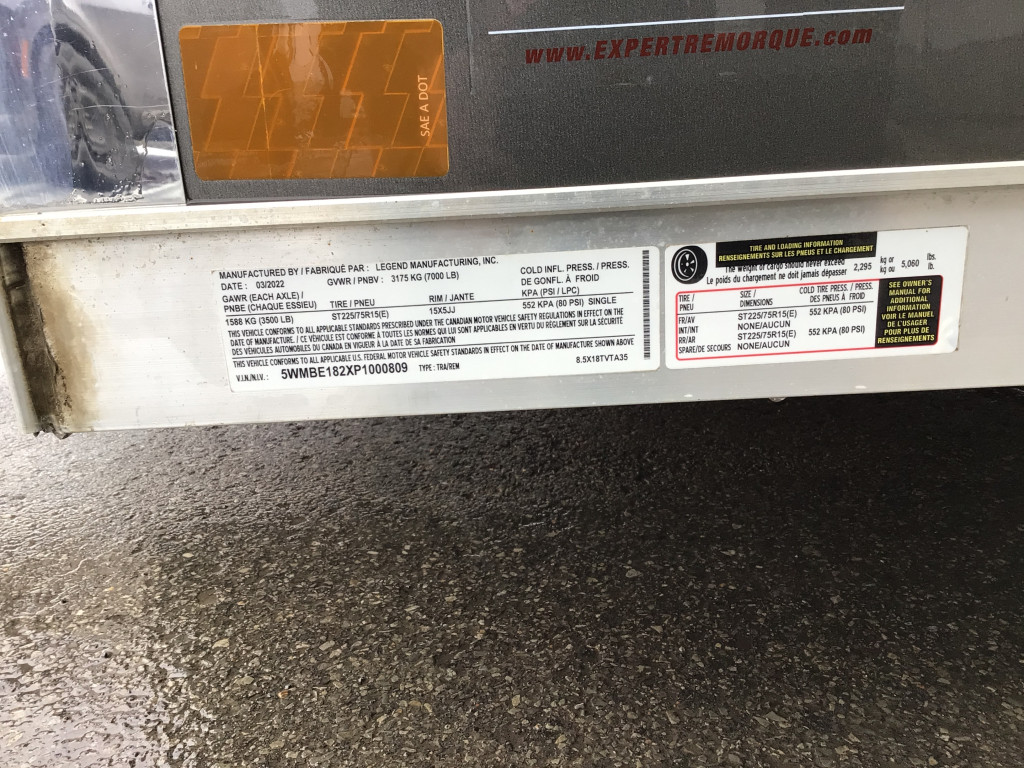 www.EXPERTREMORQUE.com
SAE A DOT
MANUFACTURED BY / FABRIQUÉ PAR : LEGEND MANUFACTURING, INC.
DATE : 03/2022 GVWR / PNBV : 3175 KG (7000 LB)
COLD INFL. PRESS. / PRESS.
DE GONFL. À FROID
GAWR (EACH AXLE) /
PNBE (CHAQUE ESSIEU) TIRE / PNEU RIM / JANTE KPA (PSI / LPC)
1588 KG (3500 LB) ST225/75R15(E) 15X5JJ 552 KPA (80 PSI) SINGLE
THIS VEHICLE CONFORMS TO ALL APPLICABLE STANDARDS PRESCRIBED UNDER THE CANADIAN MOTOR VEHICLE SAFETY REGULATIONS IN EFFECT ON THE
DATE OF MANUFACTURE. / CE VÉHICULE EST CONFORME À TOUTES LES NORMES QUI LUI SONT APPLICABLES EN VERTU DU RÈGLEMENT SUR LA SÉCURITÉ
DES VÉHICULES AUTOMOBILES DU CANADA EN VIGUEUR À LA DATE DE SA FABRICATION
THIS VEHICLE CONFORMS TO ALL APPLICABLE U.S. FEDERAL MOTOR VEHICLE SAFETY STANDARDS IN EFFECT ON THE DATE OF MANUFACTURE SHOWN ABOVE
V.I.N./N.I.V.: 5WMBE182XP1000809 TYPE : TRA/REM 8.5X18TVTA35
TIRE AND LOADING INFORMATION
RENSEIGNEMENTS SUR LES PNEUS ET LE CHARGEMENT
The weight of cargo should never exceed
Le poids du chargement ne doit jamais dépasser 2,295 kg or kg ou 5,060 lbs. lb.
TIRE / PNEU SIZE / DIMENSIONS COLD TIRE PRESS. / PRESS. DES PNEUS À FROID
FR/AV ST225/75R15(E) 552 KPA (80 PSI)
INT/INT NONE/AUCUN
RR/AR ST225/75R15(E) 552 KPA (80 PSI)
SPARE/DE SECOURS NONE/AUCUN
SEE OWNER'S
MANUAL FOR
ADDITIONAL
INFORMATION
VOIR LE MANUEL
DE L'USAGER
POUR PLUS DE
RENSEIGNEMENTS